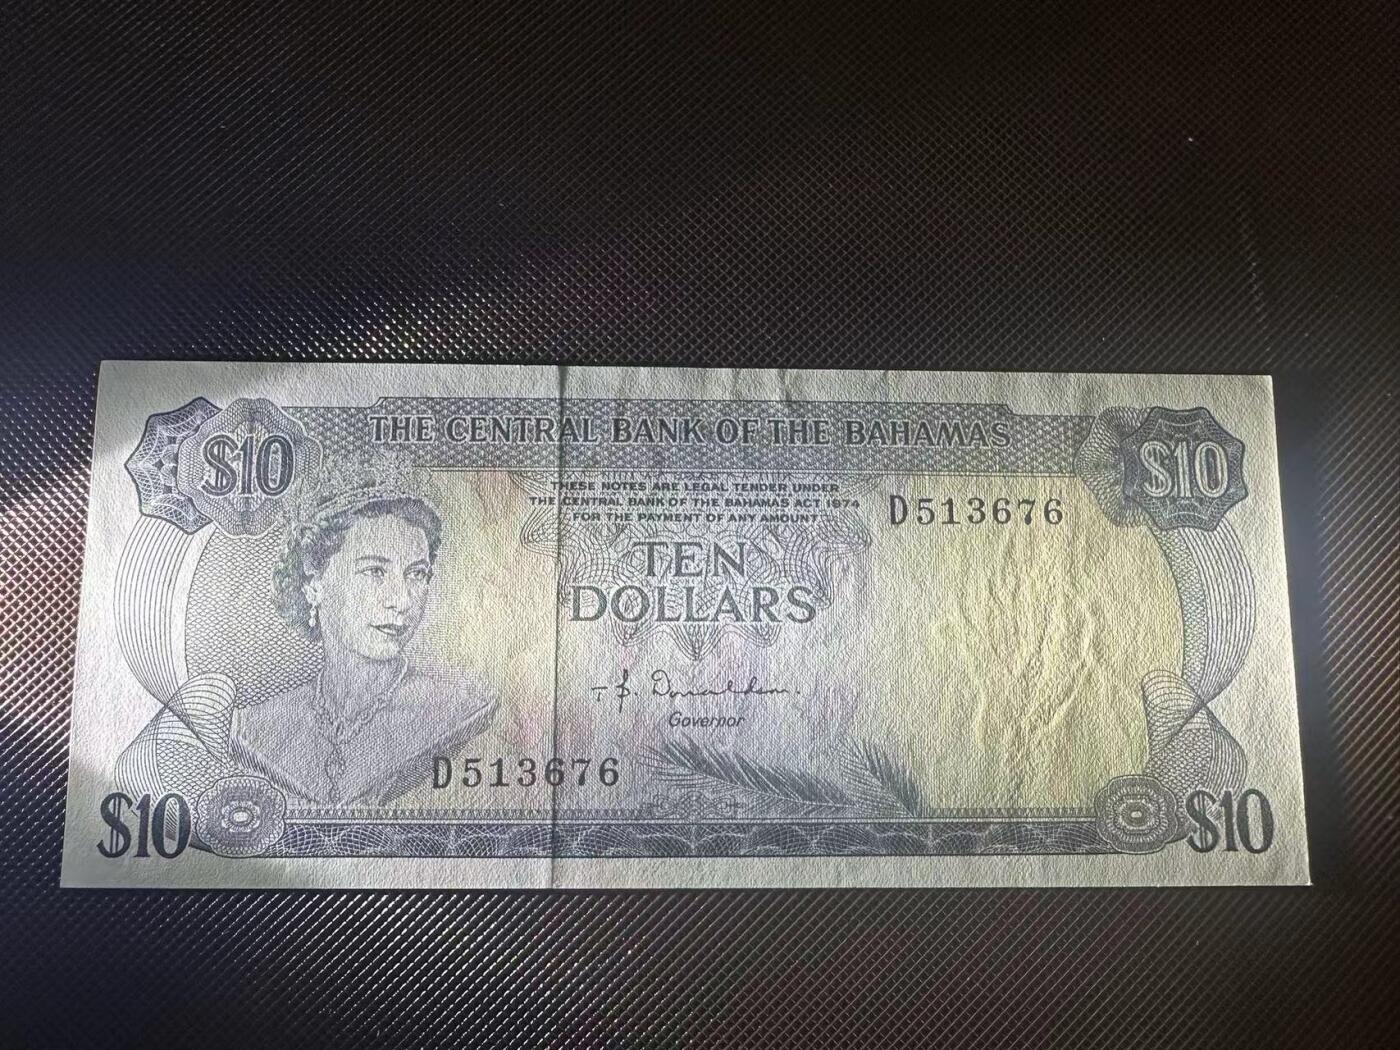 THE CENTRAL BANK OF THE BAHAMAS
$10
$10
THESE NOTES ARE LEGAL TENDER UNDER
THE CENTRAL BANK OF THE BAHAMAS ACT 1974
FOR THE PAYMENT OF ANY AMOUNT
D513676
TEN
DOLLARS
T B. Donaldson.
Governor
D513676
$10
$10